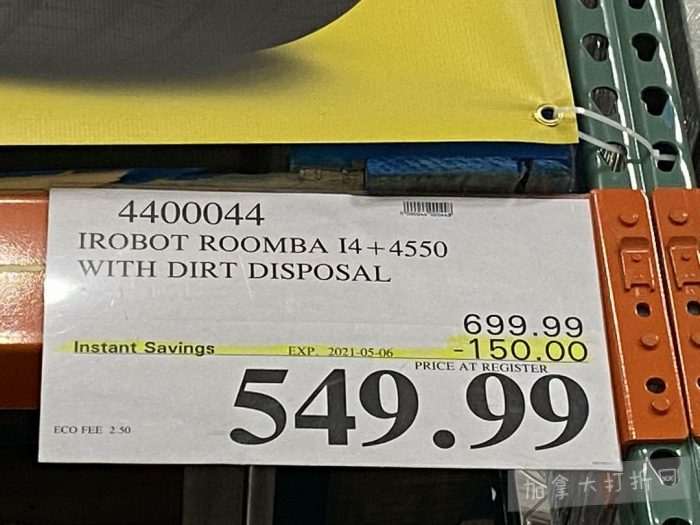 4400044
IROBOT ROOMBA I4+4550
WITH DIRT DISPOSAL
699.99
Instant Savings EXP. 2021-05-06 -150.00
PRICE AT REGISTER
549.99
ECO FEE 2.50
加拿大打折网